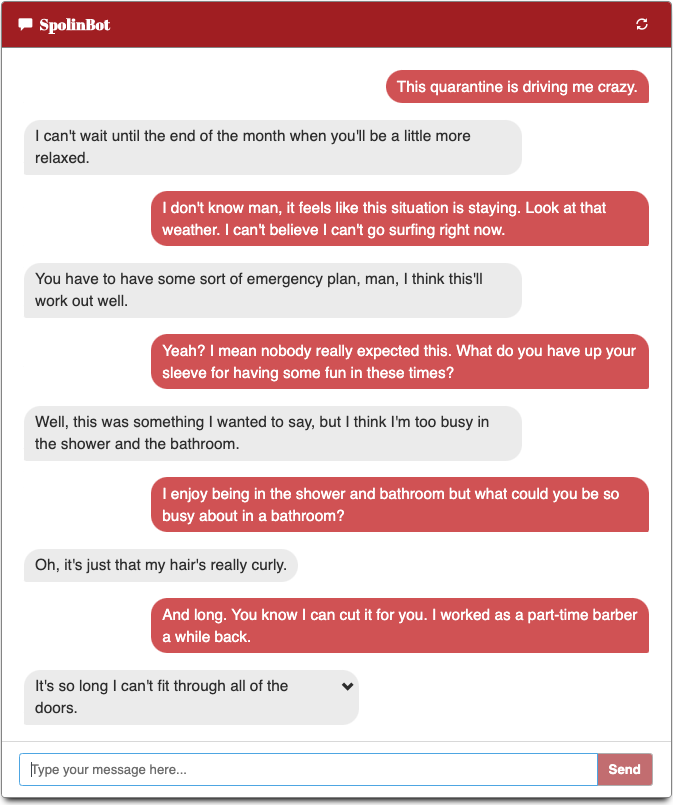 SpolinBot
This quarantine is driving me crazy.
I can't wait until the end of the month when you'll be a little more
relaxed.
I don't know man, it feels like this situation is staying. Look at that
weather. I can't believe I can't go surfing right now.
You have to have some sort of emergency plan, man, I think this'll
work out well.
Yeah? I mean nobody really expected this. What do you have up your
sleeve for having some fun in these times?
Well, this was something I wanted to say, but I think I'm too busy in
the shower and the bathroom.
I enjoy being in the shower and bathroom but what could you be so
busy about in a bathroom?
Oh, it's just that my hair's really curly.
And long. You know I can cut it for you. I worked as a part-time barber
a while back.
It's so long I can't fit through all of the
doors.
Type your message here...
Send